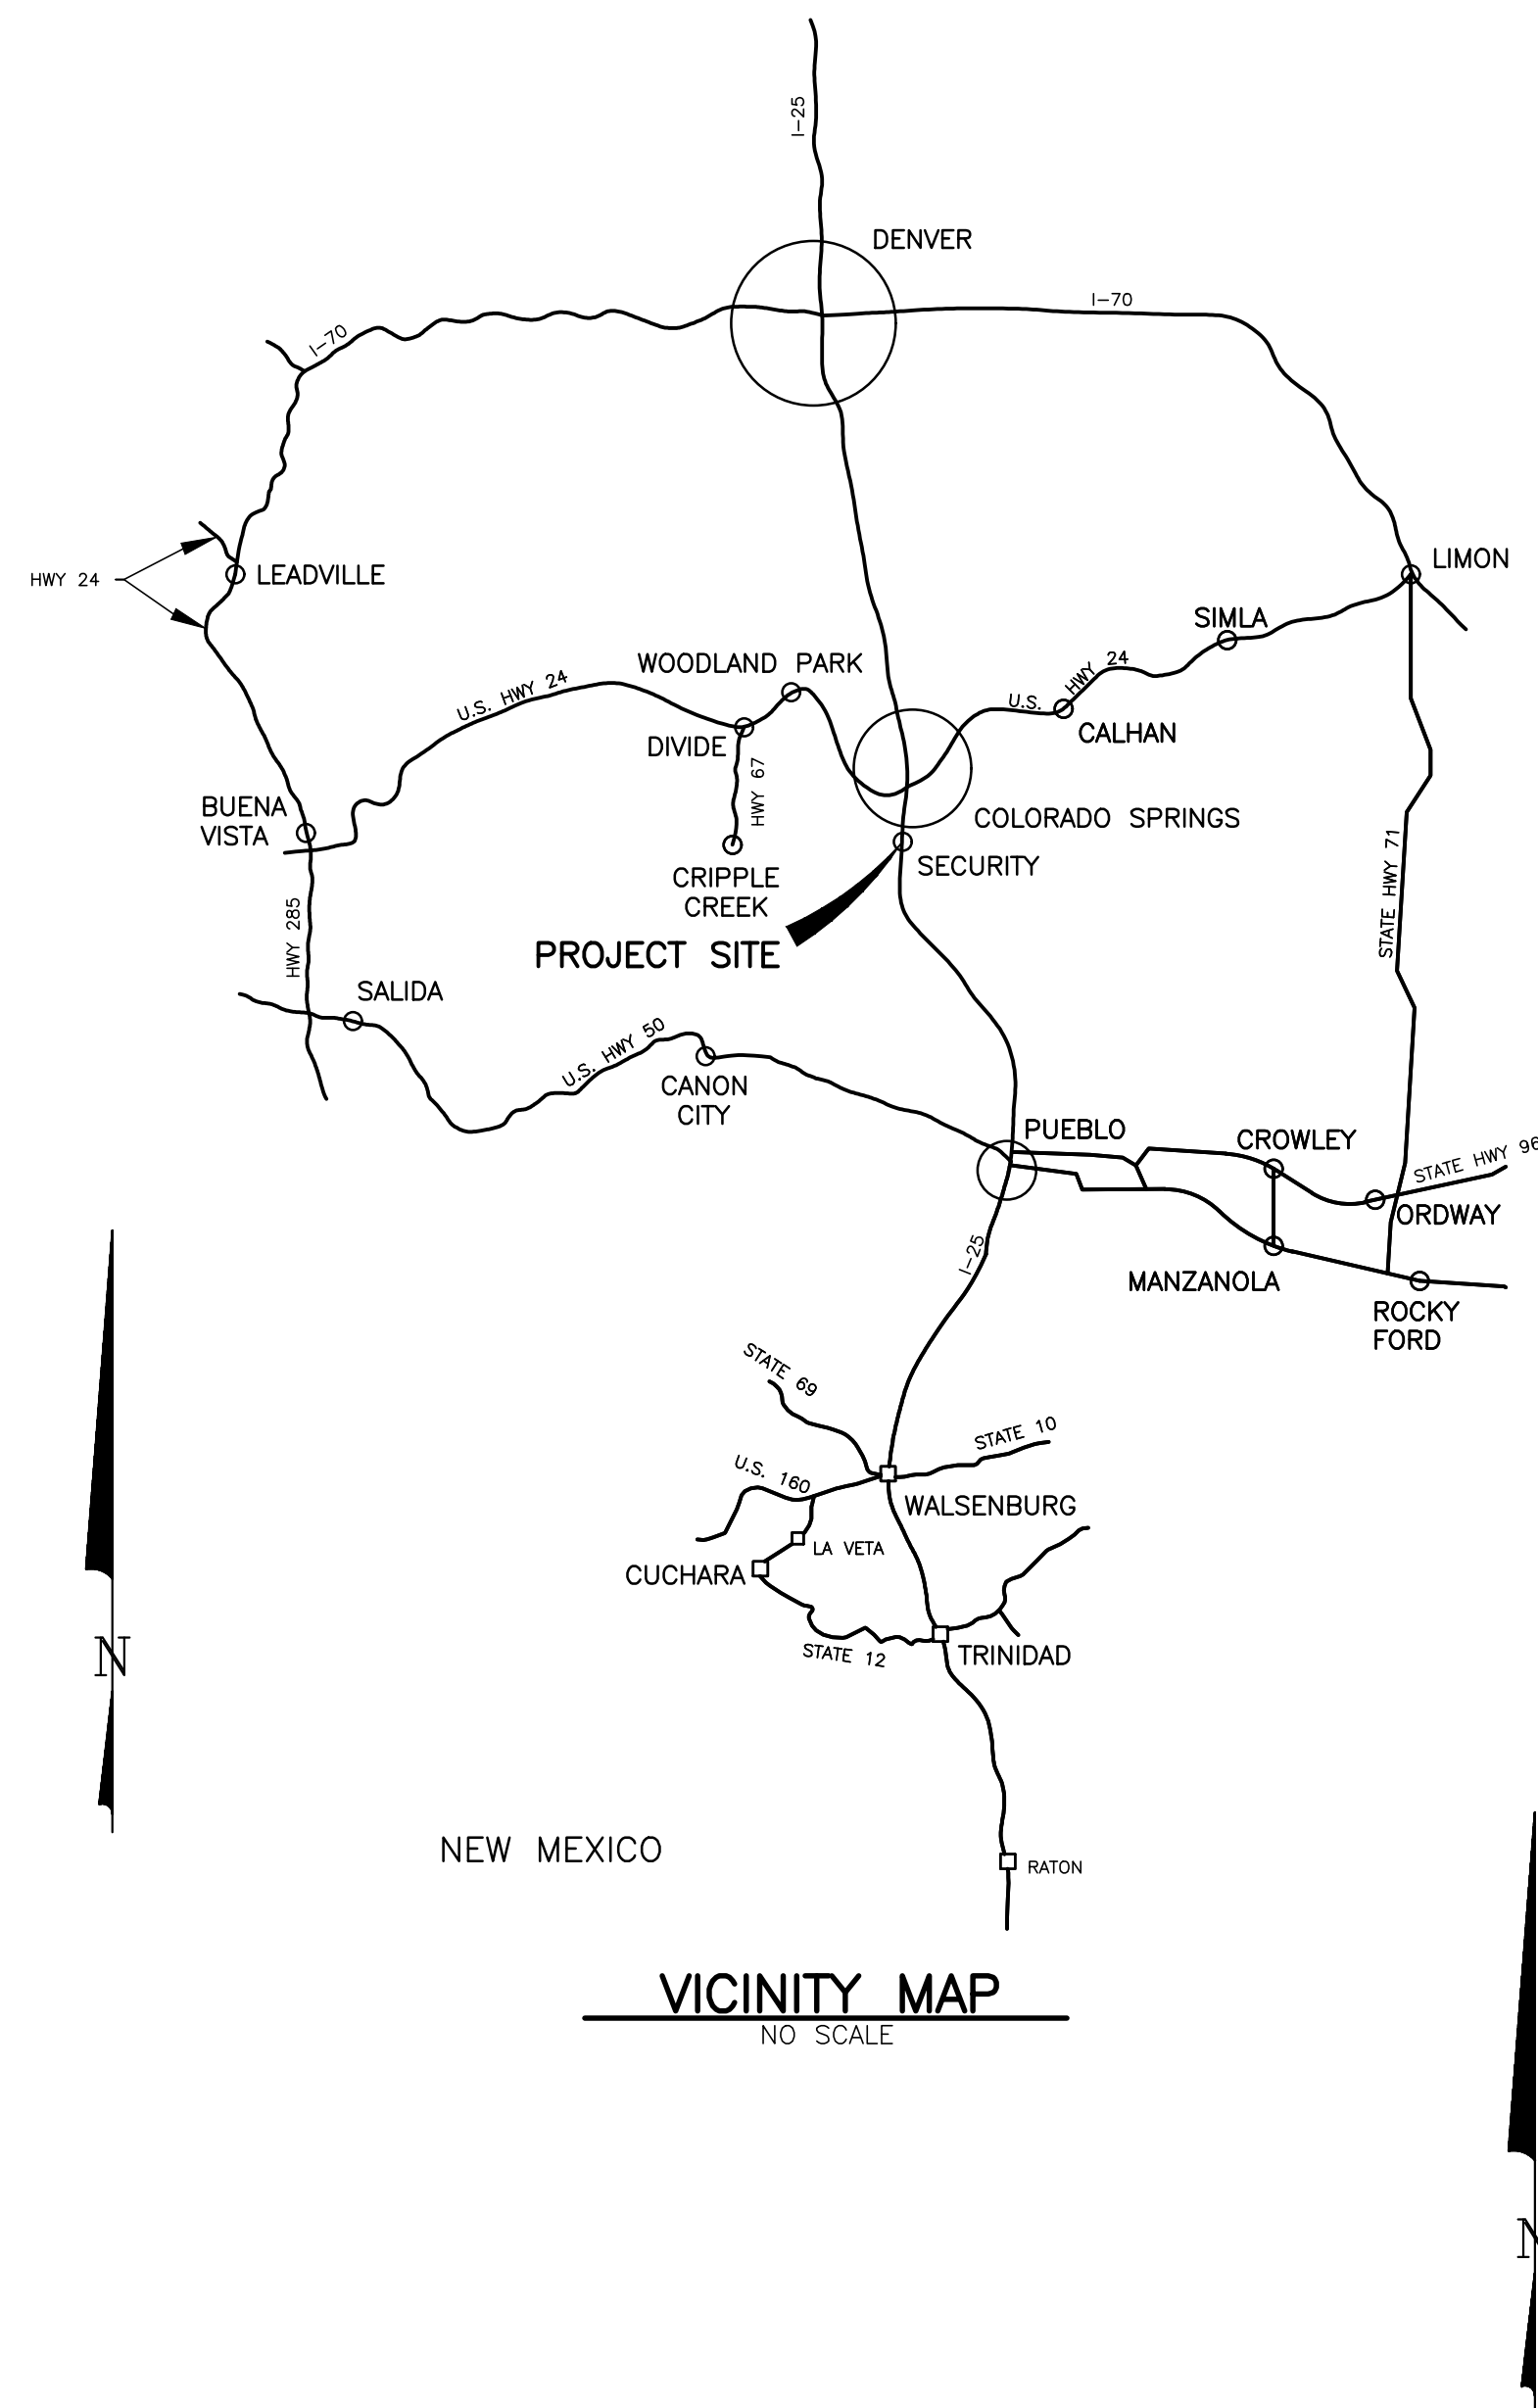 I-25
DENVER
I-70
I-70
LEADVILLE
HWY 24
LIMON
SIMLA
WOODLAND PARK
U.S. HWY 24
U.S. HWY 24
CALHAN
DIVIDE
HWY 67
BUENA
VISTA
COLORADO SPRINGS
SECURITY
STATE HWY 71
CRIPPLE
CREEK
HWY 285
PROJECT SITE
SALIDA
U.S. HWY 50
CANON
CITY
PUEBLO
CROWLEY
STATE HWY 96
ORDWAY
I-25
MANZANOLA
ROCKY
FORD
STATE 69
STATE 10
U.S. 160
WALSENBURG
LA VETA
CUCHARA
STATE 12
TRINIDAD
N
NEW MEXICO
RATON
VICINITY MAP
NO SCALE